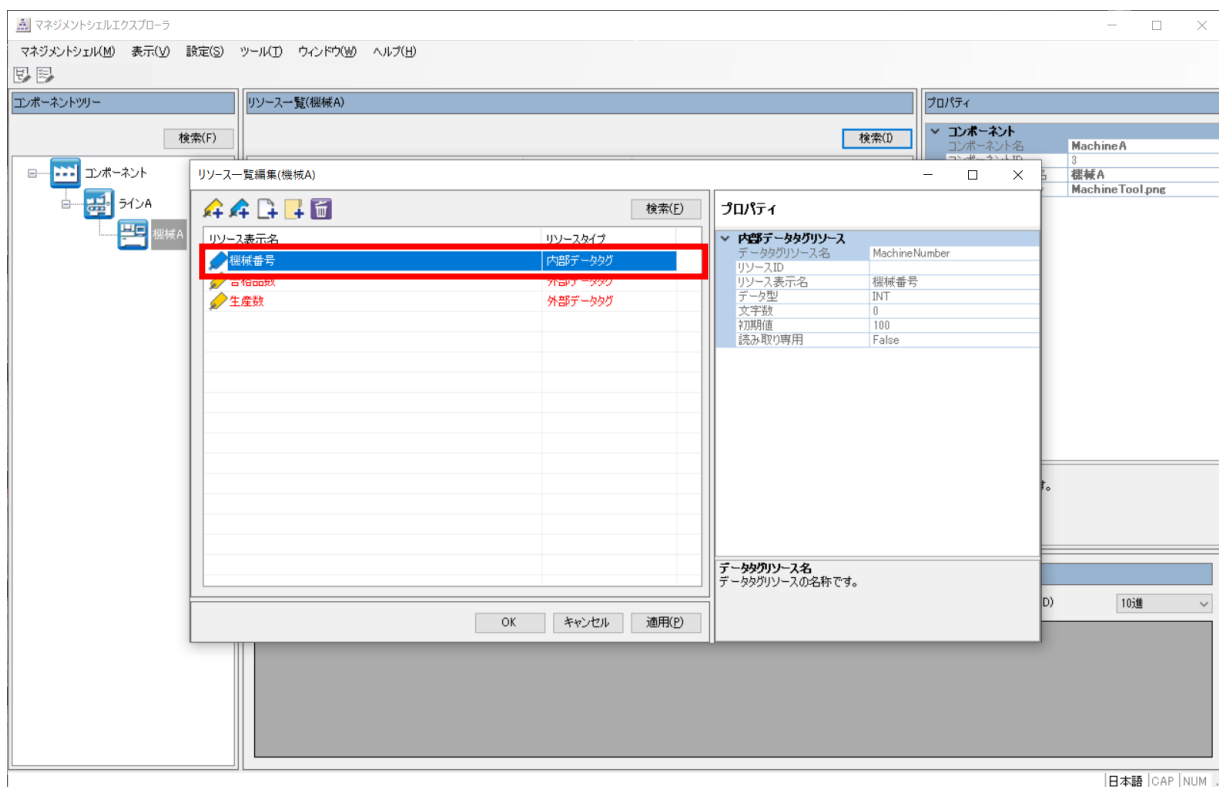 マネジメントシェルエクスプローラ
マネジメントシェル(M) 表示(V) 設定(S) ツール(T) ウィンドウ(W) ヘルプ(H)
コンポーネントツリー
リソース一覧(機械A)
プロパティ
検索(F)
検索(I)
コンポーネント
コンポーネント名 MachineA
3
機械A
MachineTool.png
コンポーネント
ラインA
機械A
リソース一覧編集(機械A)
検索(E)
リソース表示名 リソースタイプ
機械番号 内部データタグ
合格品数 外部データタグ
生産数 外部データタグ
プロパティ
内部データタグリソース
データタグリソース名 MachineNumber
リソースID
リソース表示名 機械番号
データ型 INT
文字数 0
初期値 100
読み取り専用 False
データタグリソース名
データタグリソースの名称です。
す。
OK キャンセル 適用(P)
D) 10進
日本語 CAP NUM